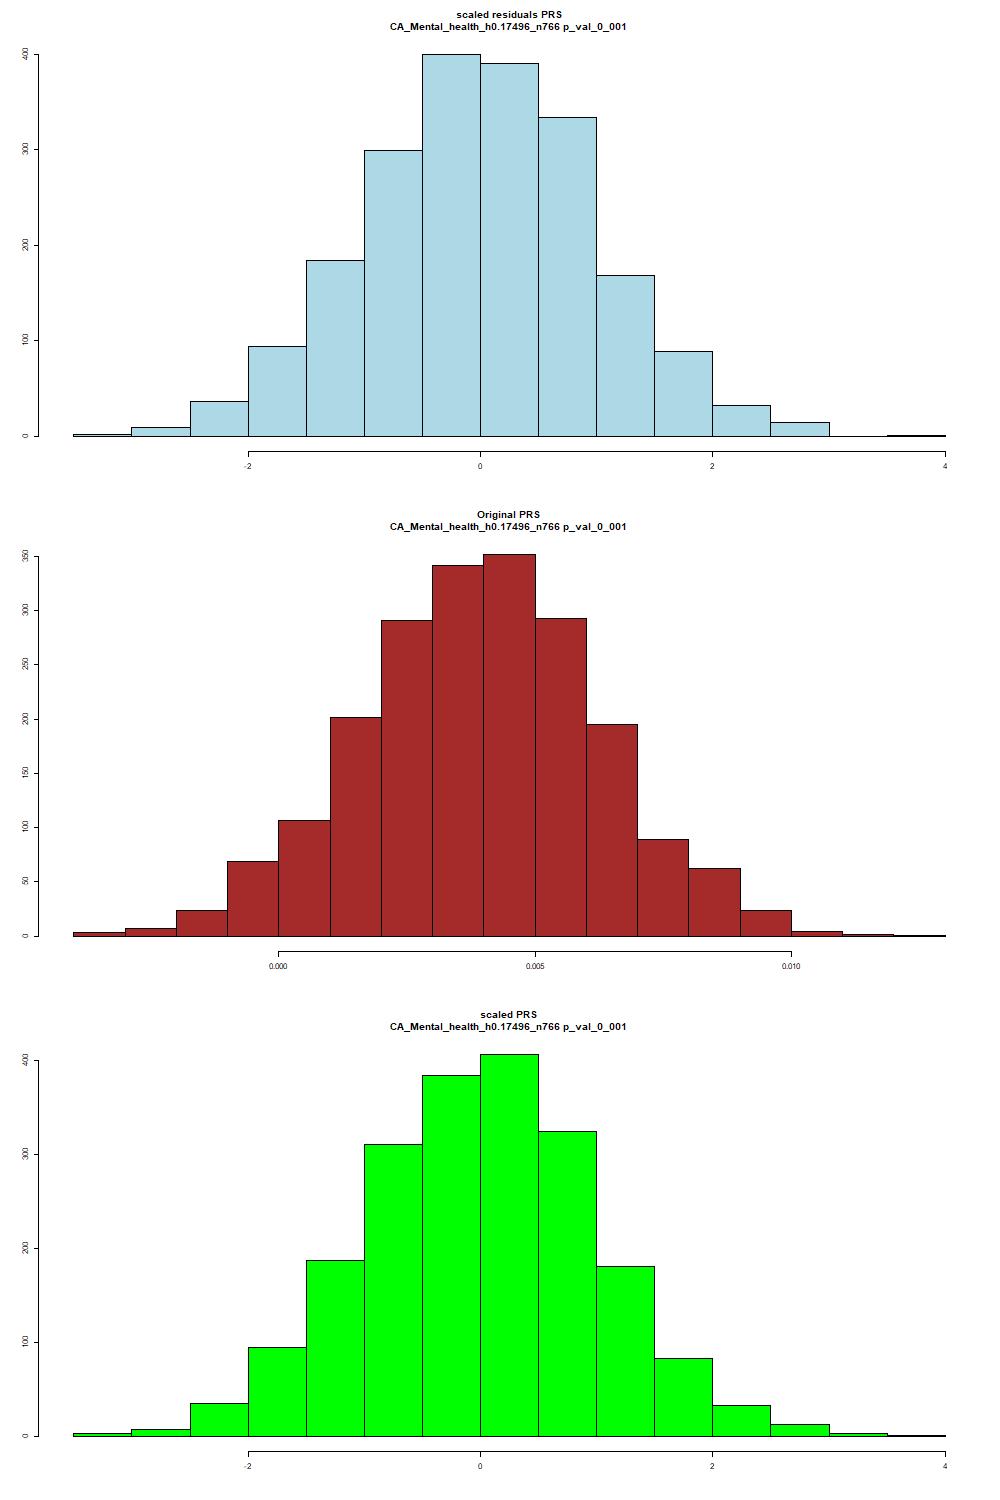 scaled residuals PRS
CA_Mental_health_h0.17496_n766 p_val_0_001
400
300
200
100
0
-2 0 2 4
Original PRS
CA_Mental_health_h0.17496_n766 p_val_0_001
350
300
250
200
150
100
50
0
0.000 0.005 0.010
scaled PRS
CA_Mental_health_h0.17496_n766 p_val_0_001
400
300
200
100
0
-2 0 2 4